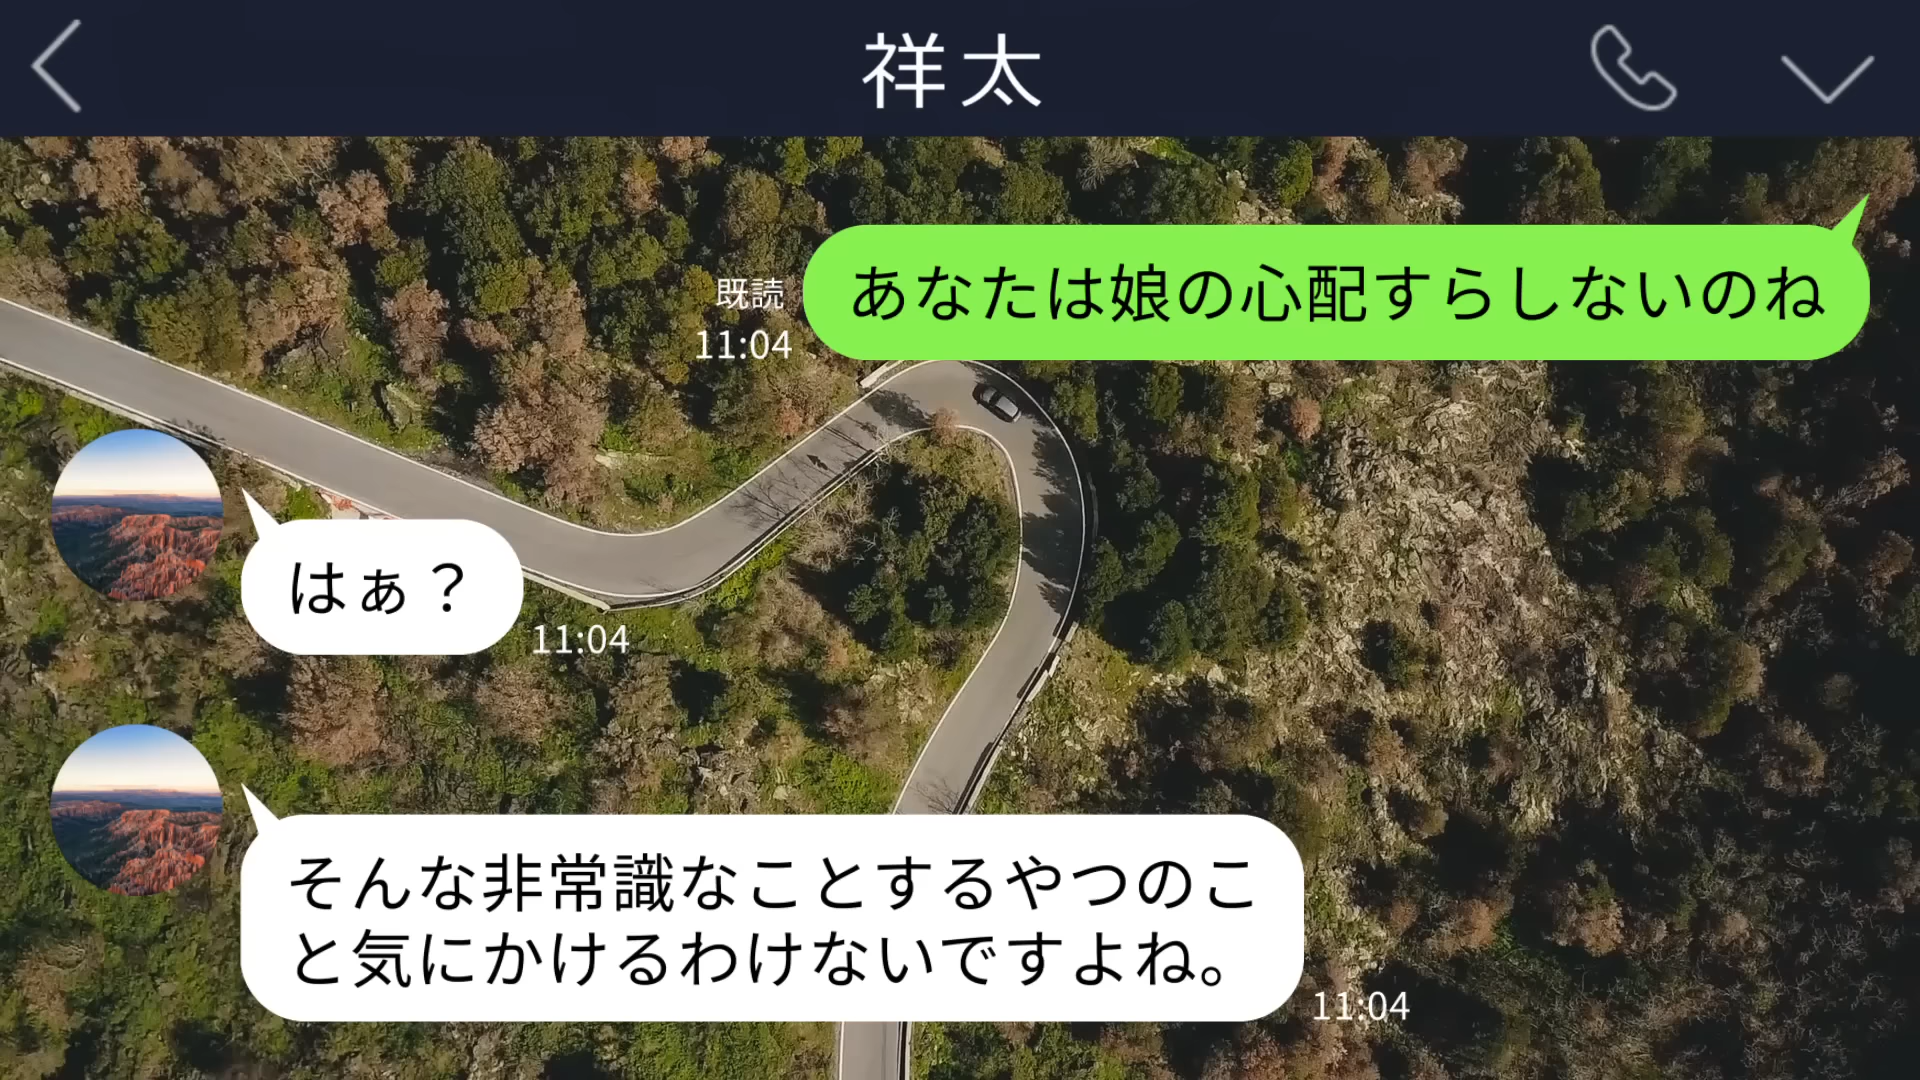 祥太
あなたは娘の心配すらしないのね
既読
11:04
はぁ？
11:04
そんな非常識なことするやつのこ
と気にかけるわけないですよね。
11:04